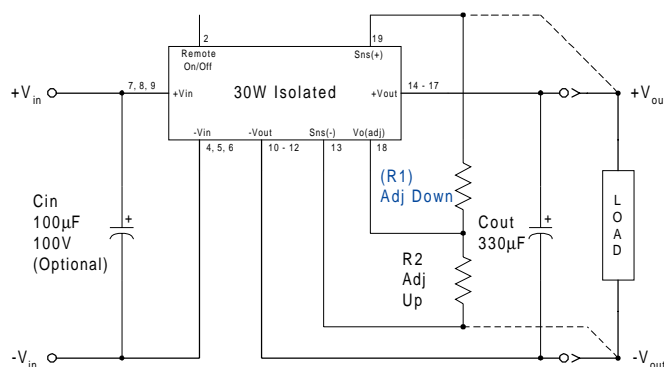 2
19
Remote
On/Off
Sns(+)
+Vin
7, 8, 9
+Vin
30W Isolated
+Vout
14 - 17
+Vou
-Vin
-Vout
Sns(-)
Vo(adj)
4, 5, 6
10 - 12
13
18
(R1)
Adj Down
Cin
100µF
100V
(Optional)
+
R2
Adj
Up
Cout
330µF
+
LOAD
-Vin
-Vout